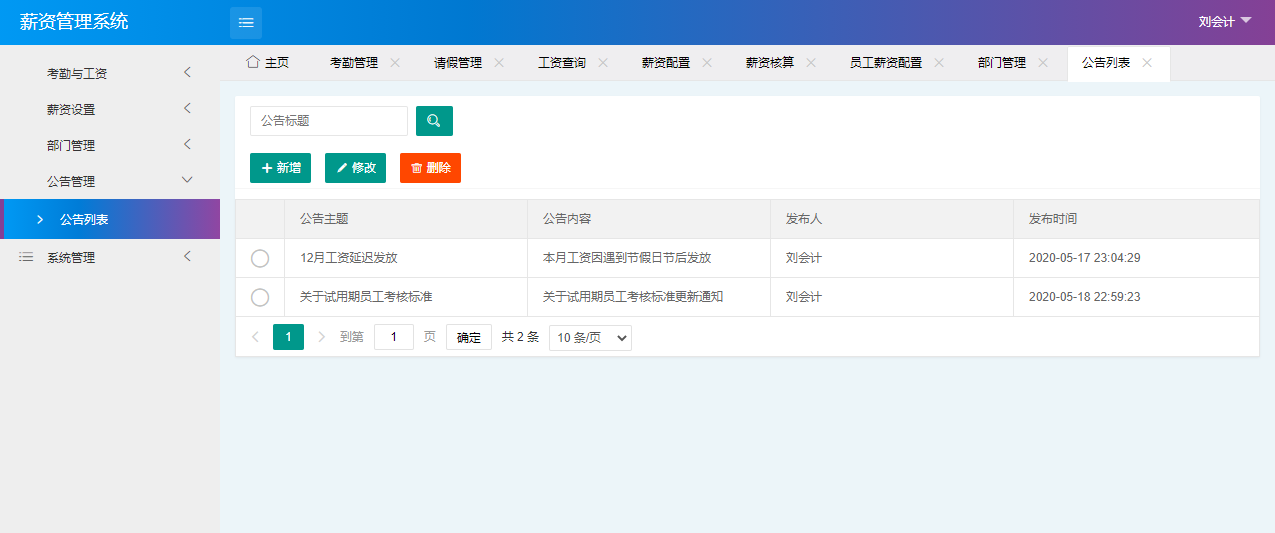 薪资管理系统
刘会计
考勤与工资
薪资设置
部门管理
公告管理
公告列表
系统管理
主页 考勤管理 请假管理 工资查询 薪资配置 薪资核算 员工薪资配置 部门管理 公告列表
公告标题
新增 修改 删除
公告主题 公告内容 发布人 发布时间
12月工资延迟发放 本月工资因遇到节假日节后发放 刘会计 2020-05-17 23:04:29
关于试用期员工考核标准 关于试用期员工考核标准更新通知 刘会计 2020-05-18 22:59:23
1 到第 1 页 确定 共 2 条 10 条/页